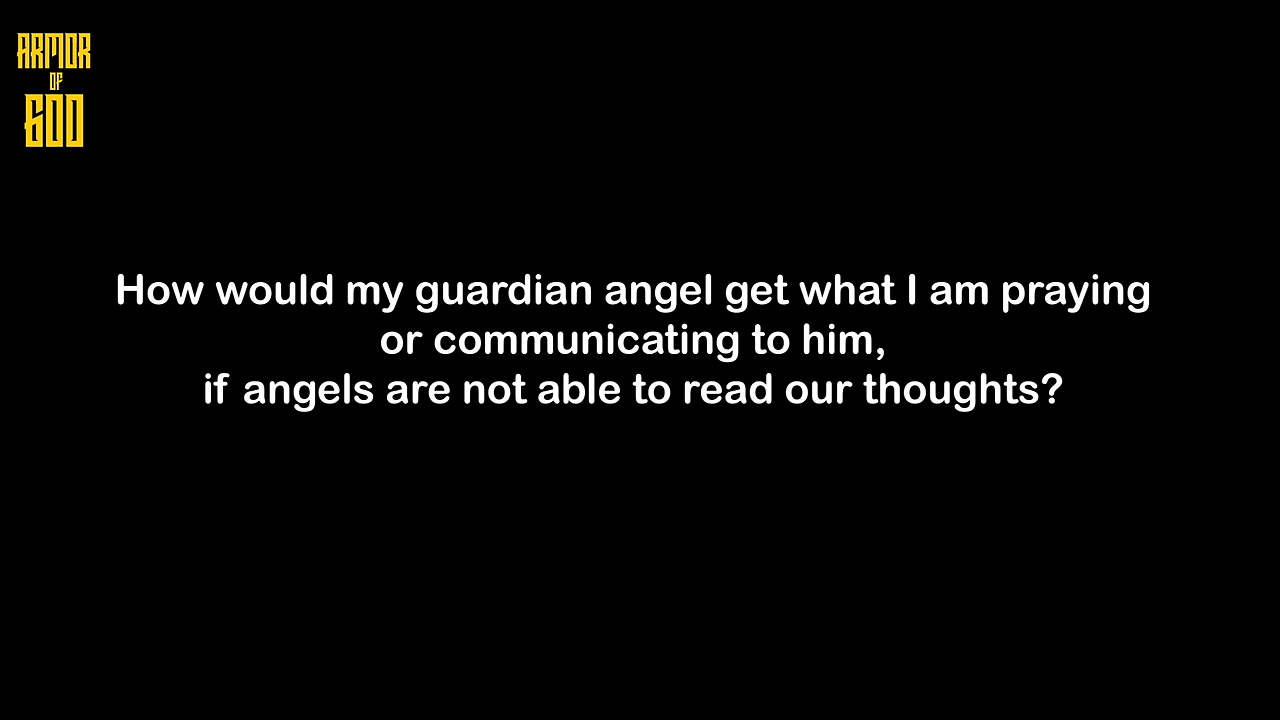 ARMOR
OF
GOD
How would my guardian angel get what I am praying
or communicating to him,
if angels are not able to read our thoughts?